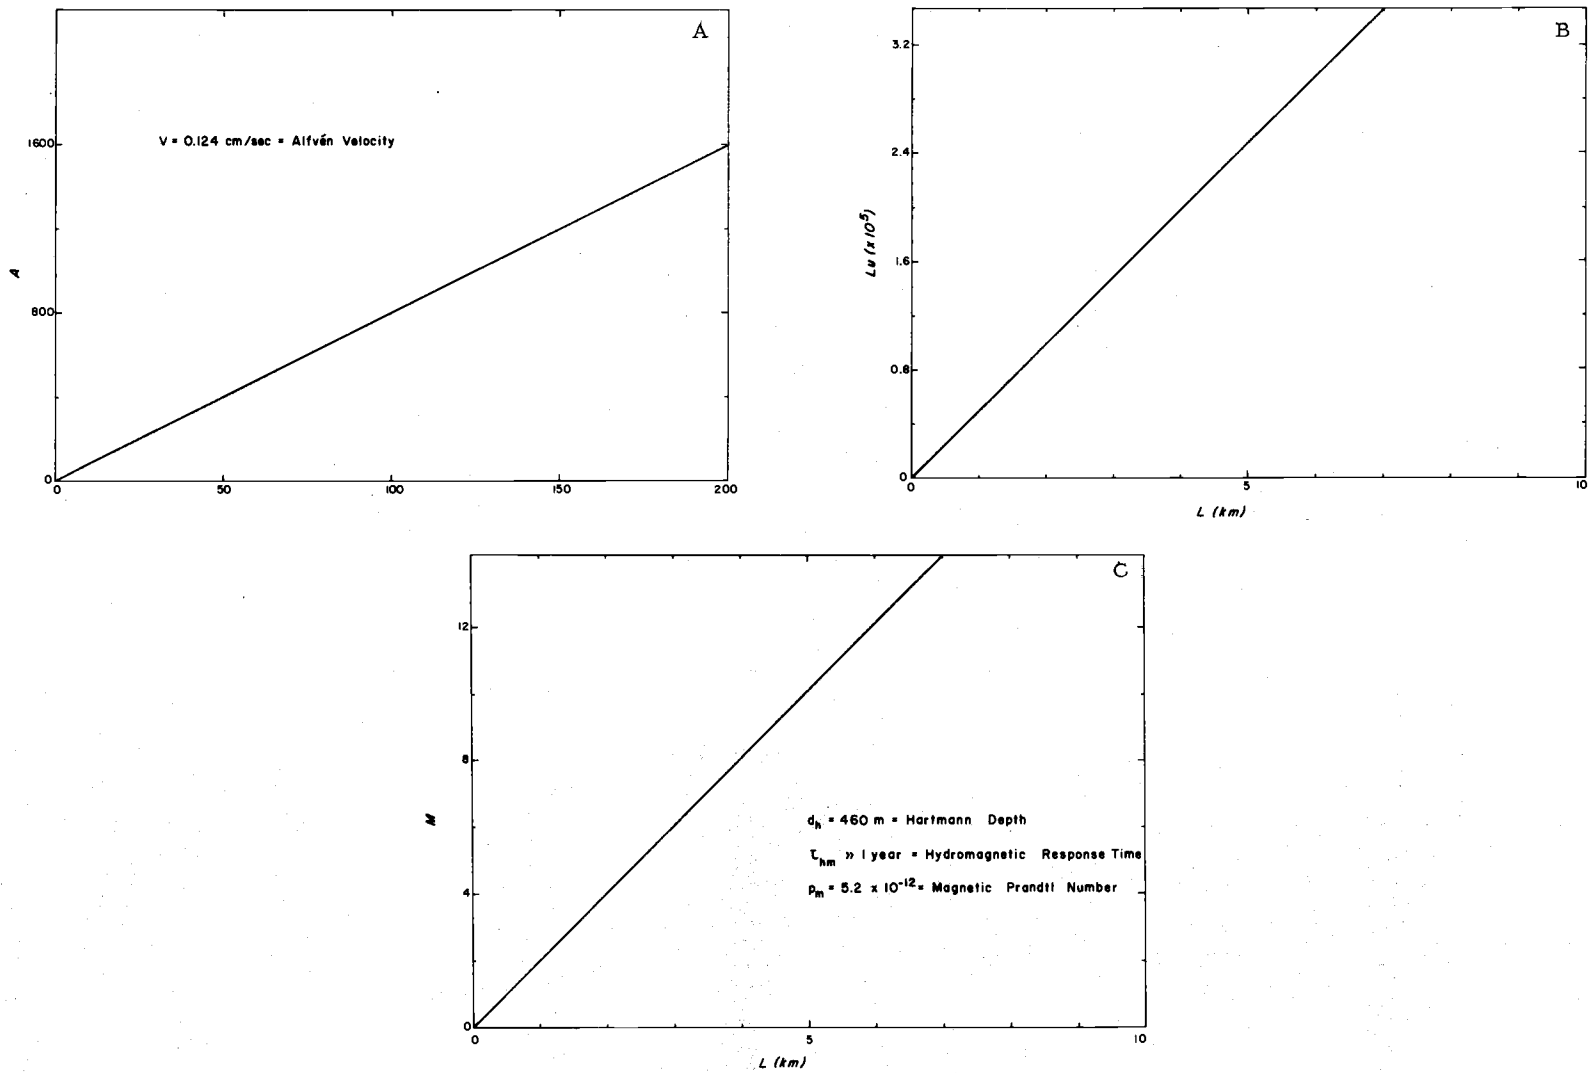 A
V = 0.124 cm/sec = Alfvén Velocity
1600
800
0
A
0 50 100 150 200
B
3.2
2.4
1.6
0.8
0
Lu (x 10⁵)
0 5 10
L (km)
C
12
8
4
0
M
d_h = 460 m = Hartmann Depth
τ_hm » 1 year = Hydromagnetic Response Time
p_m = 5.2 x 10⁻¹² = Magnetic Prandtl Number
0 5 10
L (km)